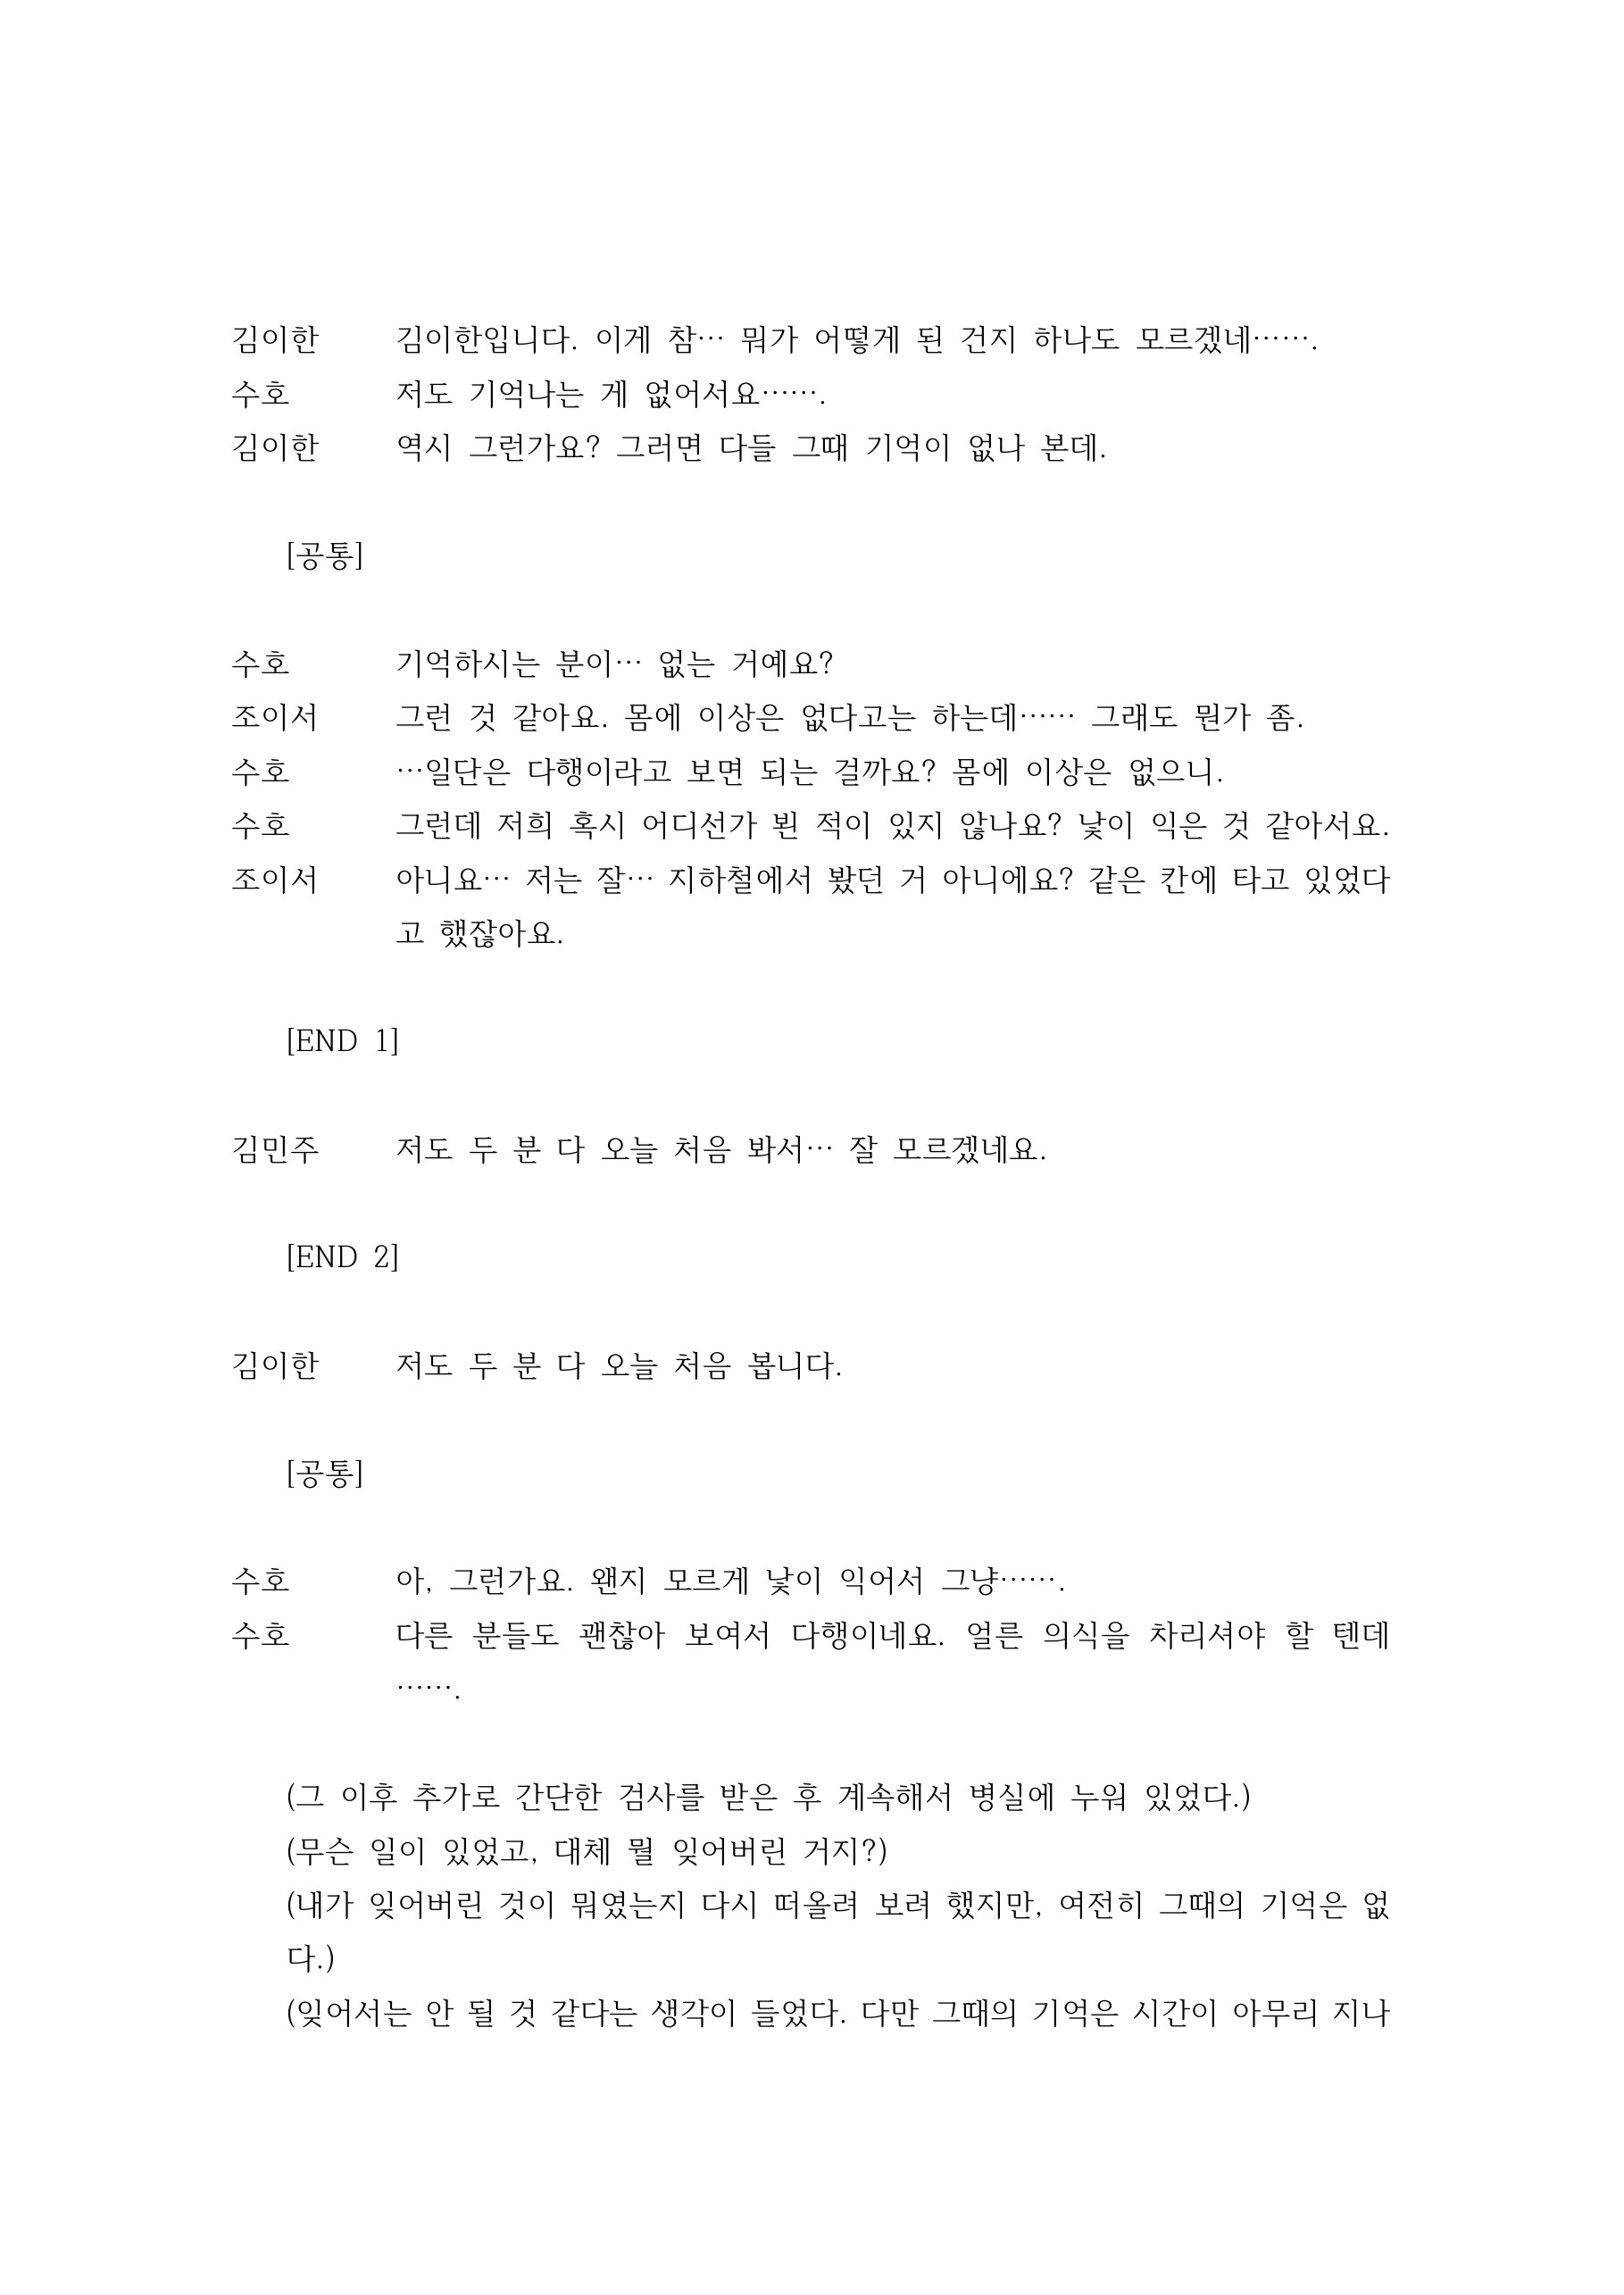 김이한 김이한입니다. 이게 참… 뭐가 어떻게 된 건지 하나도 모르겠네…….
수호 저도 기억나는 게 없어서요…….
김이한 역시 그런가요? 그러면 다들 그때 기억이 없나 본데.
[공통]
수호 기억하시는 분이… 없는 거예요?
조이서 그런 것 같아요. 몸에 이상은 없다고는 하는데…… 그래도 뭔가 좀.
수호 …일단은 다행이라고 보면 되는 걸까요? 몸에 이상은 없으니.
수호 그런데 저희 혹시 어디선가 뵌 적이 있지 않나요? 낯이 익은 것 같아서요.
조이서 아니요… 저는 잘… 지하철에서 봤던 거 아니에요? 같은 칸에 타고 있었다
고 했잖아요.
[END 1]
김민주 저도 두 분 다 오늘 처음 봐서… 잘 모르겠네요.
[END 2]
김이한 저도 두 분 다 오늘 처음 봅니다.
[공통]
수호 아, 그런가요. 왠지 모르게 낯이 익어서 그냥…….
수호 다른 분들도 괜찮아 보여서 다행이네요. 얼른 의식을 차리셔야 할 텐데
…….
(그 이후 추가로 간단한 검사를 받은 후 계속해서 병실에 누워 있었다.)
(무슨 일이 있었고, 대체 뭘 잊어버린 거지?)
(내가 잊어버린 것이 뭐였는지 다시 떠올려 보려 했지만, 여전히 그때의 기억은 없
다.)
(잊어서는 안 될 것 같다는 생각이 들었다. 다만 그때의 기억은 시간이 아무리 지나